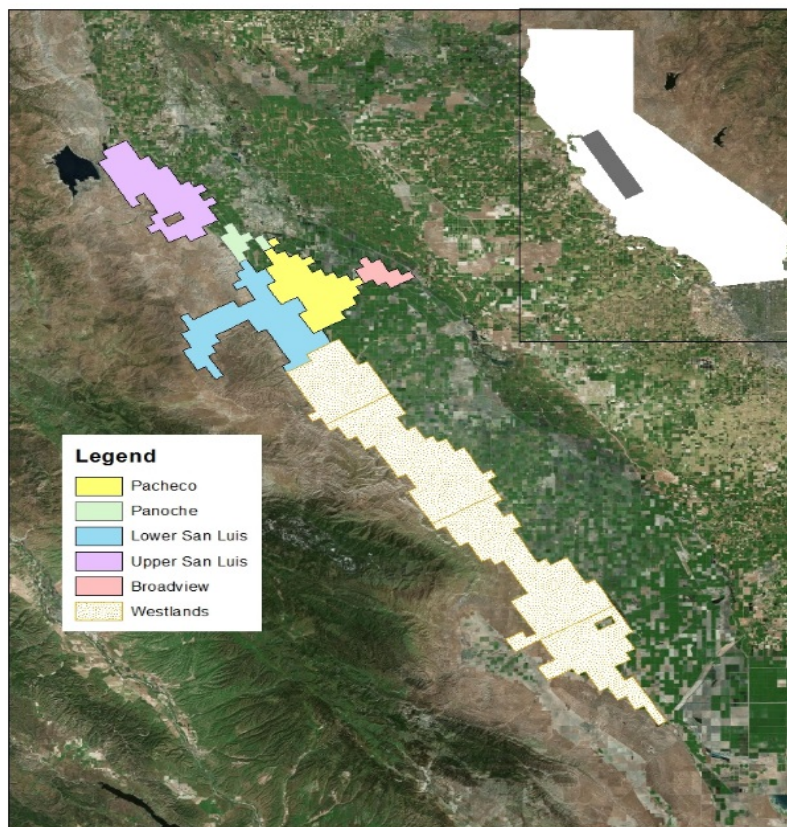 Legend
Pacheco
Panoche
Lower San Luis
Upper San Luis
Broadview
Westlands